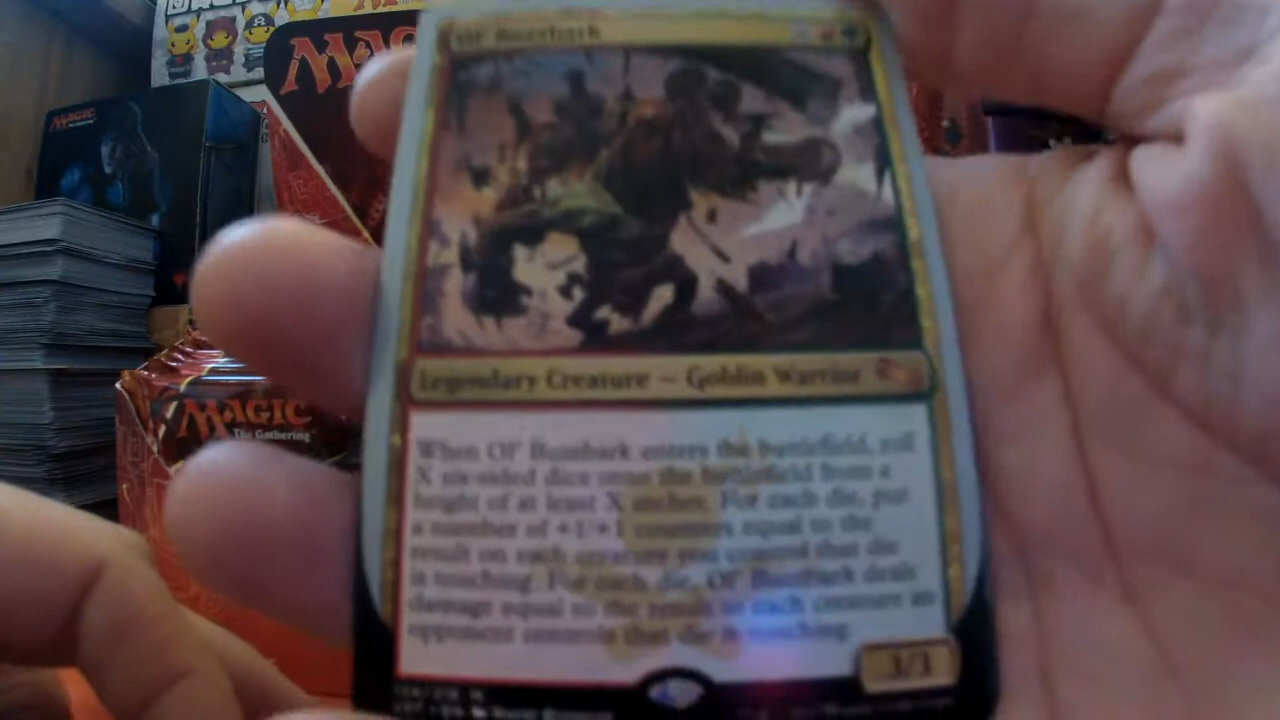 MAGIC
MAGIC
Ol' Buzzbark
Legendary Creature — Goblin Warrior
When Ol' Buzzbark enters the battlefield, roll
X six-sided dice onto the battlefield from a
height of at least X inches. For each die, put
a number of +1/+1 counters equal to the
result on each creature you control that die
is touching. For each die, Ol' Buzzbark deals
damage equal to the result to each creature an
opponent controls that die is touching.
3/3
MAGIC
The Gathering